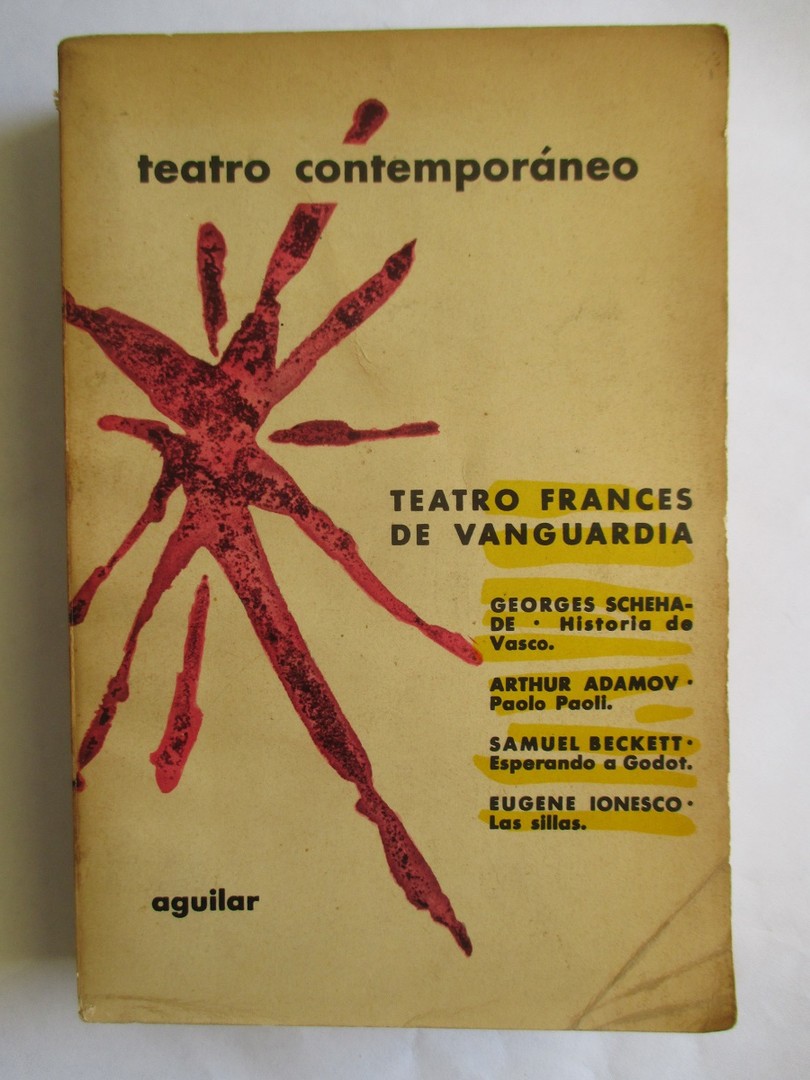 teatro contemporáneo
TEATRO FRANCES
DE VANGUARDIA
GEORGES SCHEHA-
DE · Historia de
Vasco.
ARTHUR ADAMOV ·
Paolo Paoli.
SAMUEL BECKETT ·
Esperando a Godot.
EUGENE IONESCO ·
Las sillas.
aguilar